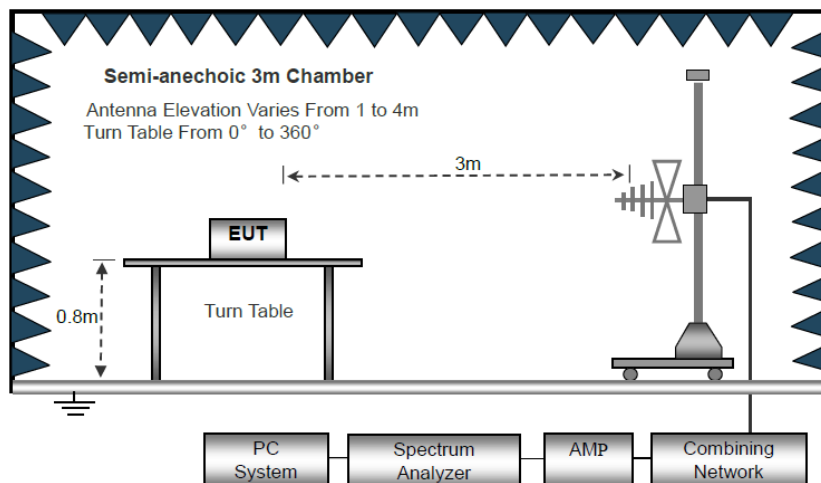 Semi-anechoic 3m Chamber
Antenna Elevation Varies From 1 to 4m
Turn Table From 0° to 360°
3m
EUT
0.8m
Turn Table
PC
System
Spectrum
Analyzer
AMP
Combining
Network